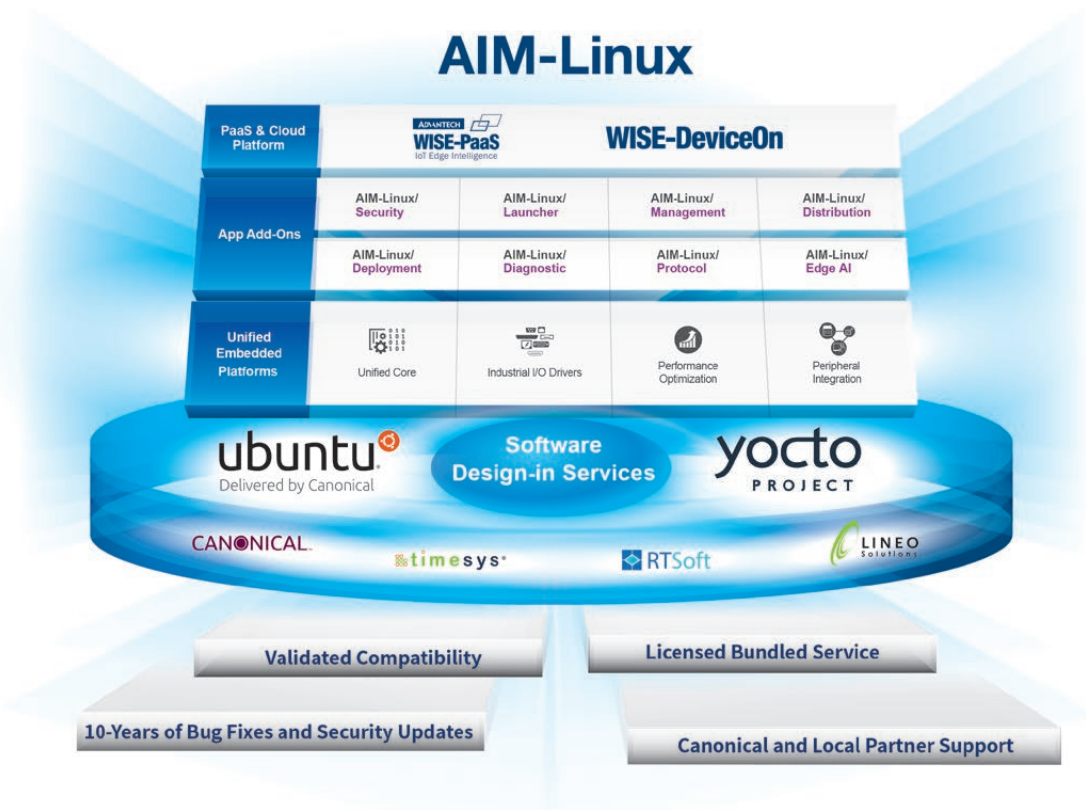 AIM-Linux
PaaS & Cloud
Platform
ADVANTECH
WISE-PaaS
IoT Edge Intelligence
WISE-DeviceOn
App Add-Ons
AIM-Linux/
Security
AIM-Linux/
Launcher
AIM-Linux/
Management
AIM-Linux/
Distribution
AIM-Linux/
Deployment
AIM-Linux/
Diagnostic
AIM-Linux/
Protocol
AIM-Linux/
Edge AI
Unified
Embedded
Platforms
Unified Core
Industrial I/O Drivers
Performance
Optimization
Peripheral
Integration
ubuntu
Delivered by Canonical
Software
Design-in Services
yocto
PROJECT
CANONICAL
timesys
RTSoft
LINEO
Solutions
Validated Compatibility
Licensed Bundled Service
10-Years of Bug Fixes and Security Updates
Canonical and Local Partner Support